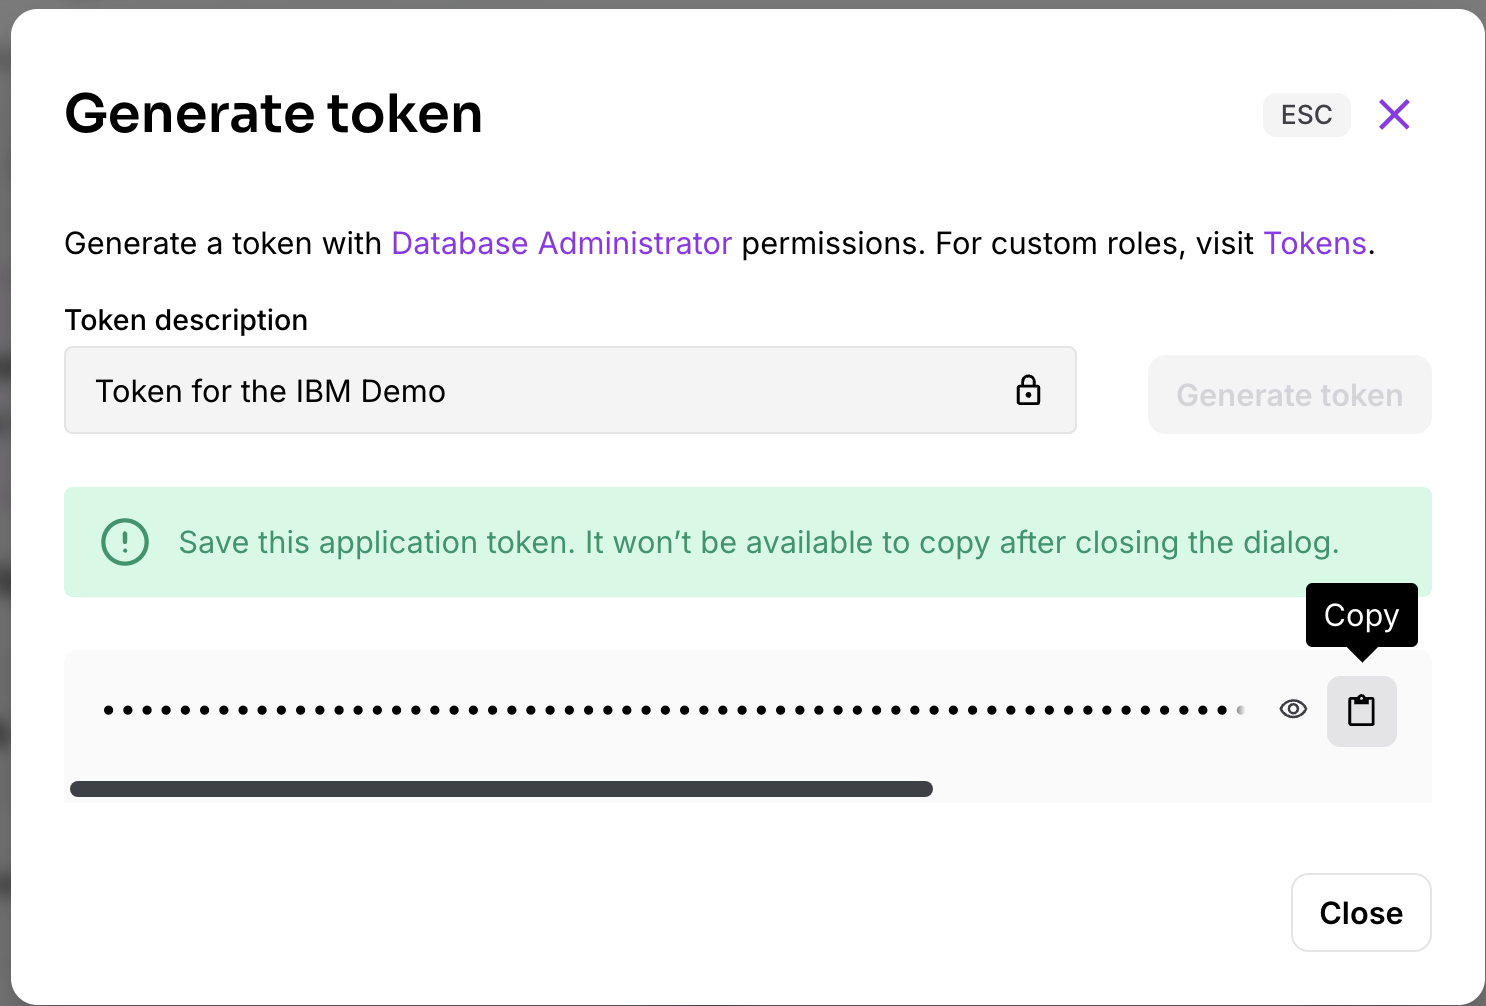 Generate token
ESC
Generate a token with Database Administrator permissions. For custom roles, visit Tokens.
Token description
Token for the IBM Demo
Generate token
Save this application token. It won’t be available to copy after closing the dialog.
Copy
Close